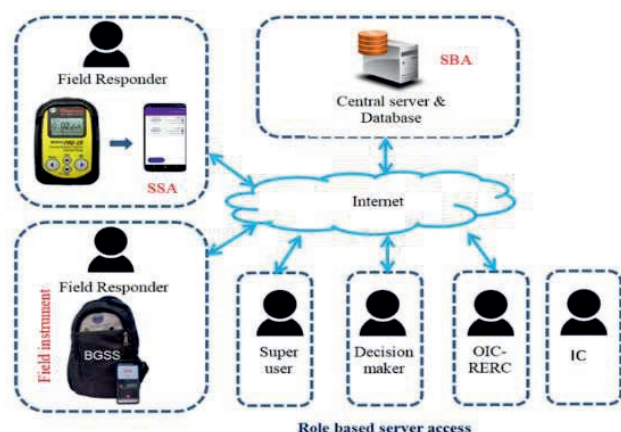 Field Responder
SSA
SBA
Central server &
Database
Internet
Field Responder
Field instrument
BGSS
Super
user
Decision
maker
OIC-
RERC
IC
Role based server access